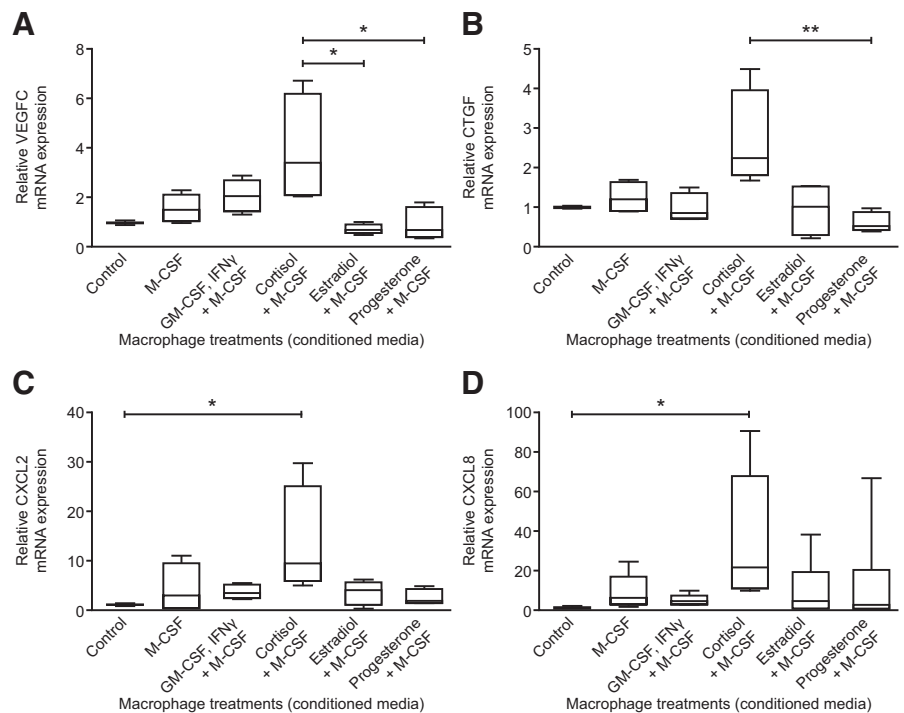 A
Relative VEGFC
mRNA expression
8
6
4
2
0
*
*
Control
M-CSF
GM-CSF, IFNγ
+ M-CSF
Cortisol
+ M-CSF
Estradiol
+ M-CSF
Progesterone
+ M-CSF
Macrophage treatments (conditioned media)
B
Relative CTGF
mRNA expression
5
4
3
2
1
0
**
Control
M-CSF
GM-CSF, IFNγ
+ M-CSF
Cortisol
+ M-CSF
Estradiol
+ M-CSF
Progesterone
+ M-CSF
Macrophage treatments (conditioned media)
C
Relative CXCL2
mRNA expression
40
30
20
10
0
*
Control
M-CSF
GM-CSF, IFNγ
+ M-CSF
Cortisol
+ M-CSF
Estradiol
+ M-CSF
Progesterone
+ M-CSF
Macrophage treatments (conditioned media)
D
Relative CXCL8
mRNA expression
100
80
60
40
20
0
*
Control
M-CSF
GM-CSF, IFNγ
+ M-CSF
Cortisol
+ M-CSF
Estradiol
+ M-CSF
Progesterone
+ M-CSF
Macrophage treatments (conditioned media)